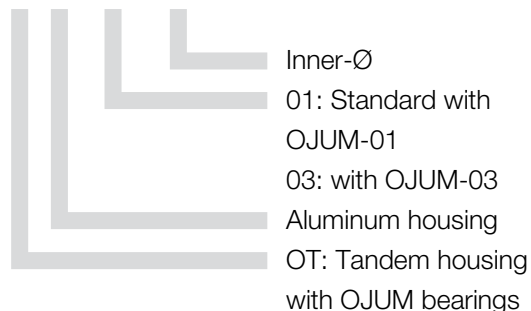 Inner-Ø
01: Standard with
OJUM-01
03: with OJUM-03
Aluminum housing
OT: Tandem housing
with OJUM bearings